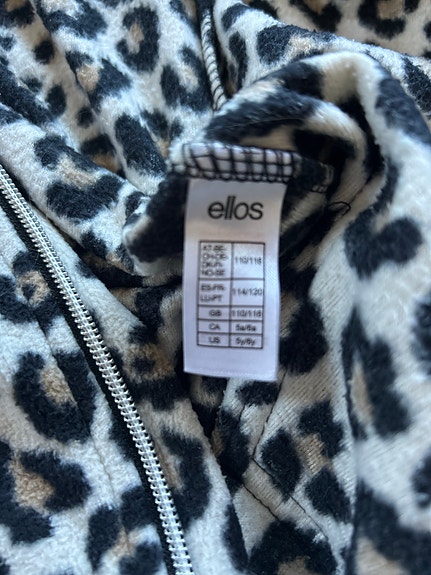 ellos
AT-BE-
CH-DE-
DK-FI-
NO-SE
110/116
ES-FR-
LU-PT
114/120
GB 110/116
CA 5a/6a
US 5y/6y